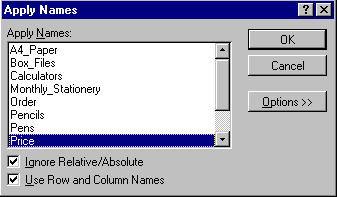 Apply Names
Apply Names:
A4_Paper
Box_Files
Calculators
Monthly_Stationery
Order
Pencils
Pens
Price
OK
Cancel
Options >>
Ignore Relative/Absolute
Use Row and Column Names